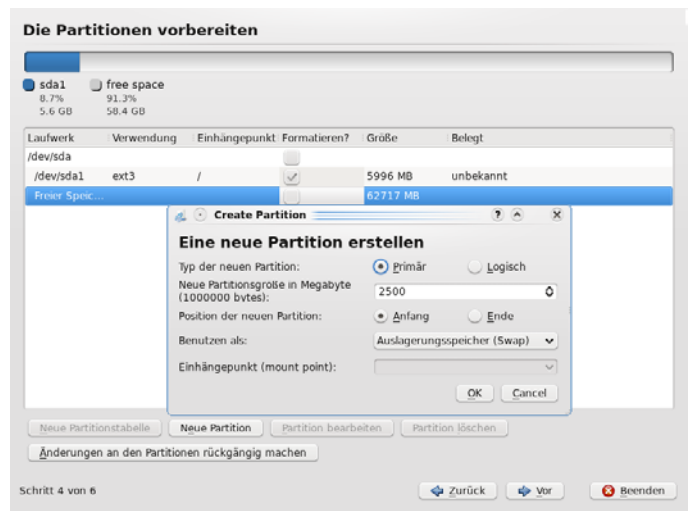 Die Partitionen vorbereiten
sda1 free space
8.7% 91.3%
5.6 GB 58.4 GB
Laufwerk Verwendung Einhängepunkt Formatieren? Größe Belegt
/dev/sda
/dev/sda1 ext3 / 5996 MB unbekannt
Freier Speic... 62717 MB
Create Partition
Eine neue Partition erstellen
Typ der neuen Partition: Primär Logisch
Neue Partitionsgröße in Megabyte
(1000000 bytes): 2500
Position der neuen Partition: Anfang Ende
Benutzen als: Auslagerungsspeicher (Swap)
Einhängepunkt (mount point):
OK Cancel
Neue Partitionstabelle Neue Partition Partition bearbeiten Partition löschen
Änderungen an den Partitionen rückgängig machen
Schritt 4 von 6 Zurück Vor Beenden